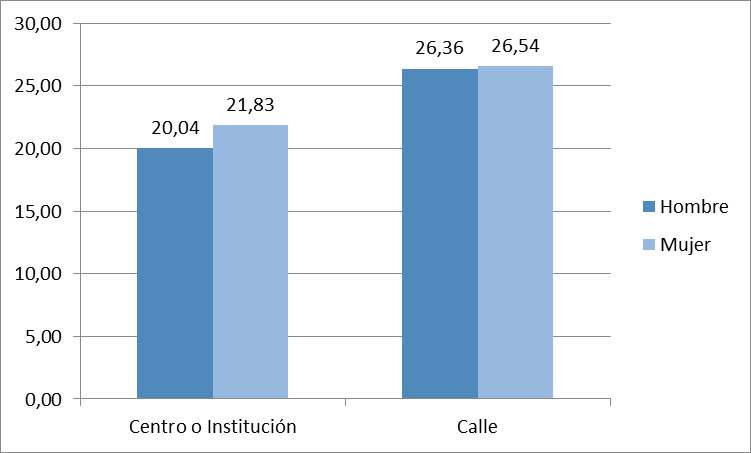 30,00
25,00
20,00
15,00
10,00
5,00
0,00
20,04
21,83
26,36
26,54
Centro o Institución
Calle
Hombre
Mujer